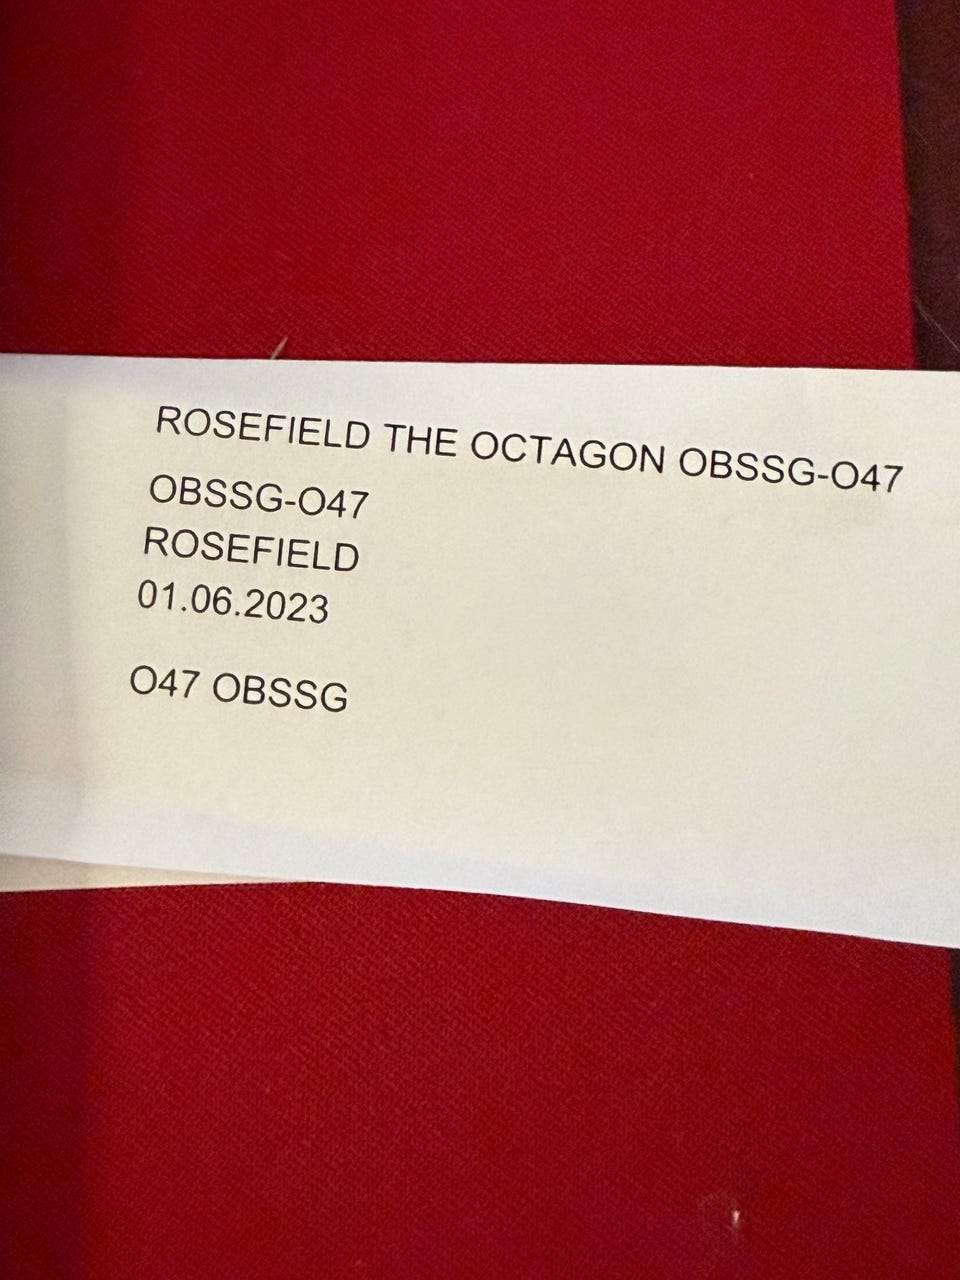 ROSEFIELD THE OCTAGON OBSSG-O47
OBSSG-O47
ROSEFIELD
01.06.2023
O47 OBSSG